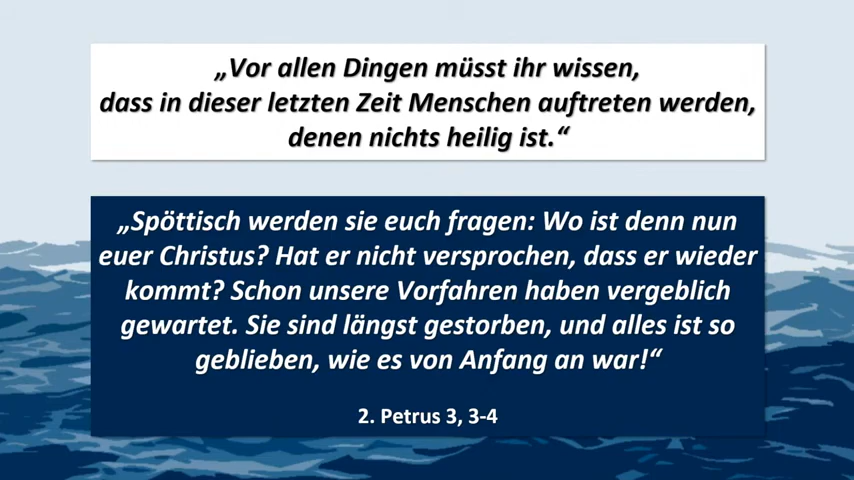 „Vor allen Dingen müsst ihr wissen,
dass in dieser letzten Zeit Menschen auftreten werden,
denen nichts heilig ist.“
„Spöttisch werden sie euch fragen: Wo ist denn nun
euer Christus? Hat er nicht versprochen, dass er wieder
kommt? Schon unsere Vorfahren haben vergeblich
gewartet. Sie sind längst gestorben, und alles ist so
geblieben, wie es von Anfang an war!“
2. Petrus 3, 3-4